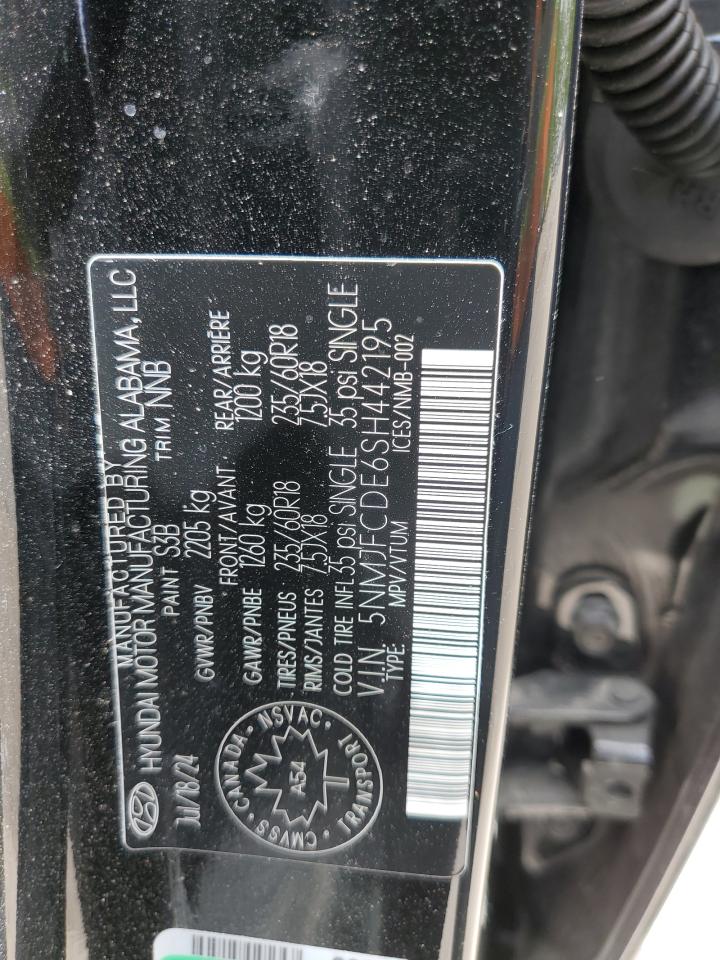 MANUFACTURED BY
HYUNDAI MOTOR MANUFACTURING ALABAMA, LLC
JU/18/24 PAINT S3B TRIM NNB
GVWR/PNBV 2205 kg
FRONT/AVANT REAR/ARRIÈRE
GAWR/PNBE 1260 kg 1200 kg
TIRES/PNEUS 235/60R18 235/60R18
RIMS/JANTES 7.5JX18 7.5JX18
COLD TIRE INFL 35 psi SINGLE 35 psi SINGLE
V.I.N 5NMJFCDE6SH442195
TYPE: MPV/VTUM ICES/NMB-002
CMVSS · CANADA · NSVAC · TRANSPORT
A54